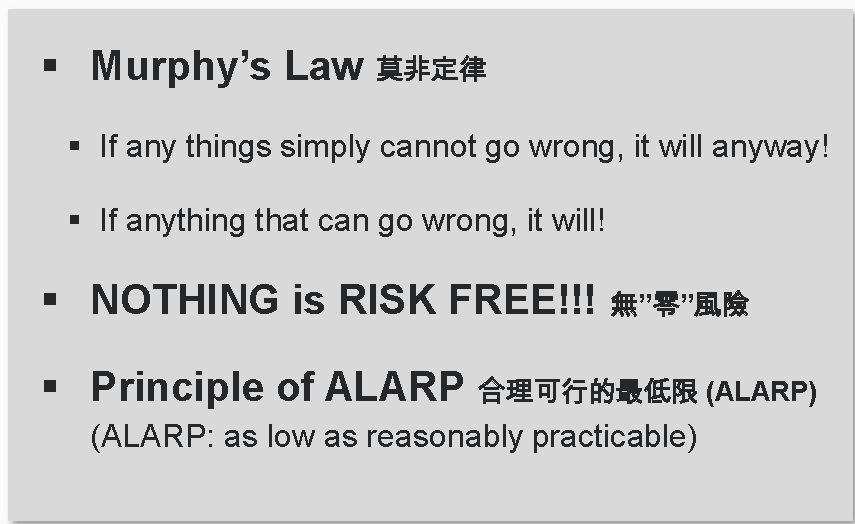 ▪ Murphy’s Law 莫非定律
▪ If any things simply cannot go wrong, it will anyway!
▪ If anything that can go wrong, it will!
▪ NOTHING is RISK FREE!!! 無”零”風險
▪ Principle of ALARP 合理可行的最低限 (ALARP)
(ALARP: as low as reasonably practicable)